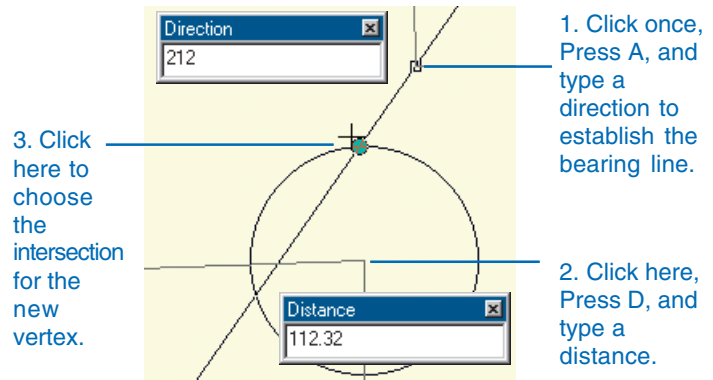 Direction
212
1. Click once,
Press A, and
type a
direction to
establish the
bearing line.
3. Click
here to
choose
the
intersection
for the
new
vertex.
2. Click here,
Press D, and
type a
distance.
Distance
112.32